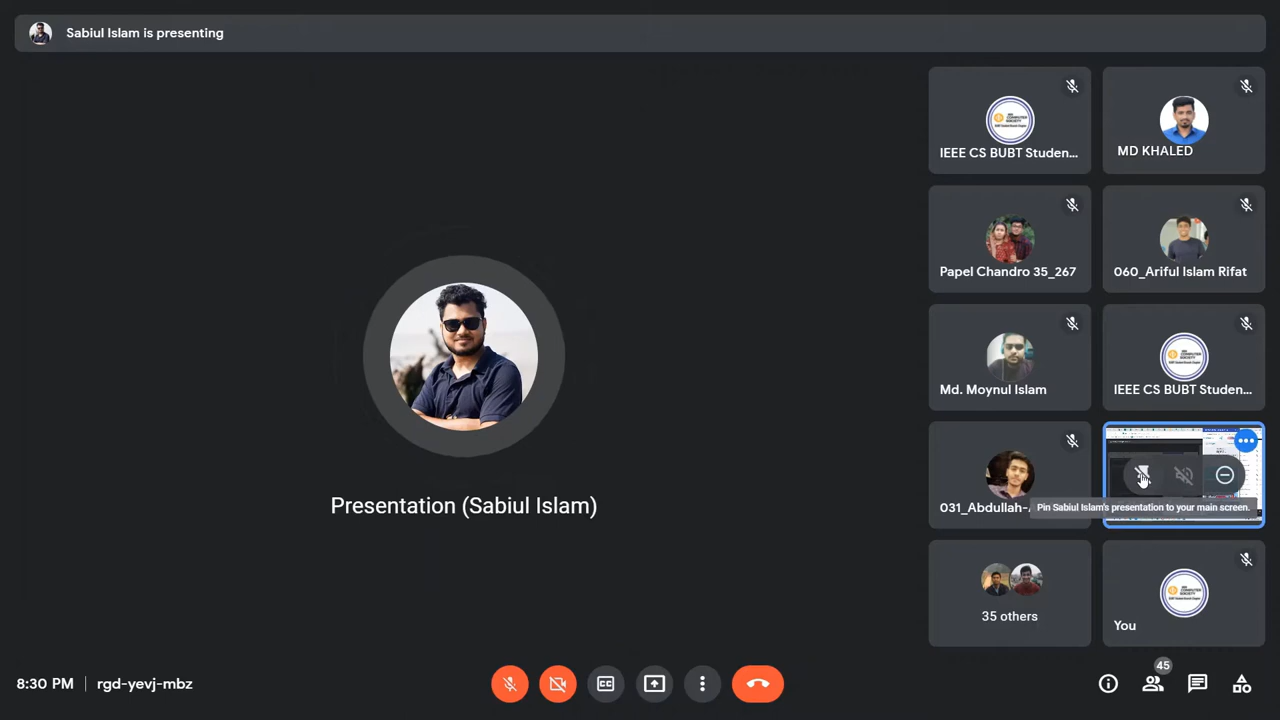 Sabiul Islam is presenting
IEEE CS BUBT Studen...
MD KHALED
Papel Chandro 35_267
060_Ariful Islam Rifat
Md. Moynul Islam
IEEE CS BUBT Studen...
031_Abdullah-
Pin Sabiul Islam's presentation to your main screen.
Presentation (Sabiul Islam)
35 others
You
8:30 PM
rgd-yevj-mbz
CC
45